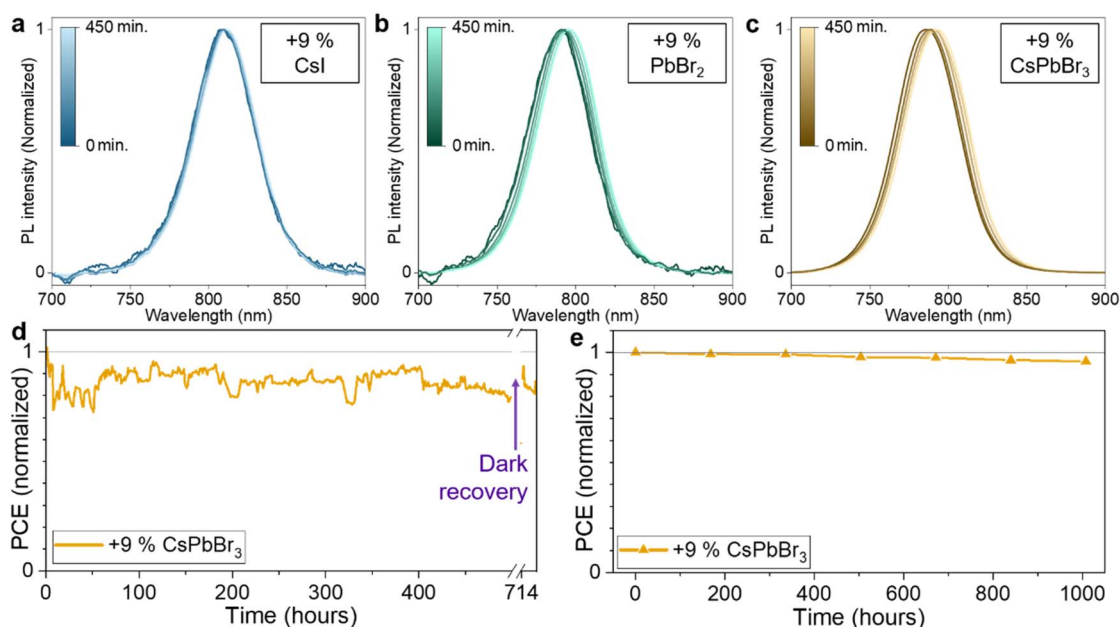 a
1
450 min.
0 min.
+9 %
CsI
0
PL intensity (Normalized)
700
750
800
850
900
Wavelength (nm)
b
1
450 min.
0 min.
+9 %
PbBr₂
0
PL intensity (Normalized)
700
750
800
850
900
Wavelength (nm)
c
1
450 min.
0 min.
+9 %
CsPbBr₃
0
PL intensity (Normalized)
700
750
800
850
900
Wavelength (nm)
d
1
0
PCE (normalized)
Dark
recovery
+9 % CsPbBr₃
0
50
100
200
300
400
714
Time (hours)
e
1
0
PCE (normalized)
+9 % CsPbBr₃
0
200
400
600
800
1000
Time (hours)